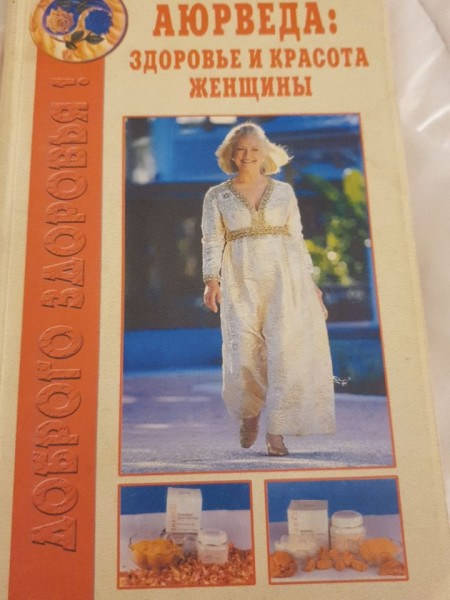 АЮРВЕДА:
ЗДОРОВЬЕ И КРАСОТА
ЖЕНЩИНЫ
ДОБРОГО ЗДОРОВЬЯ!